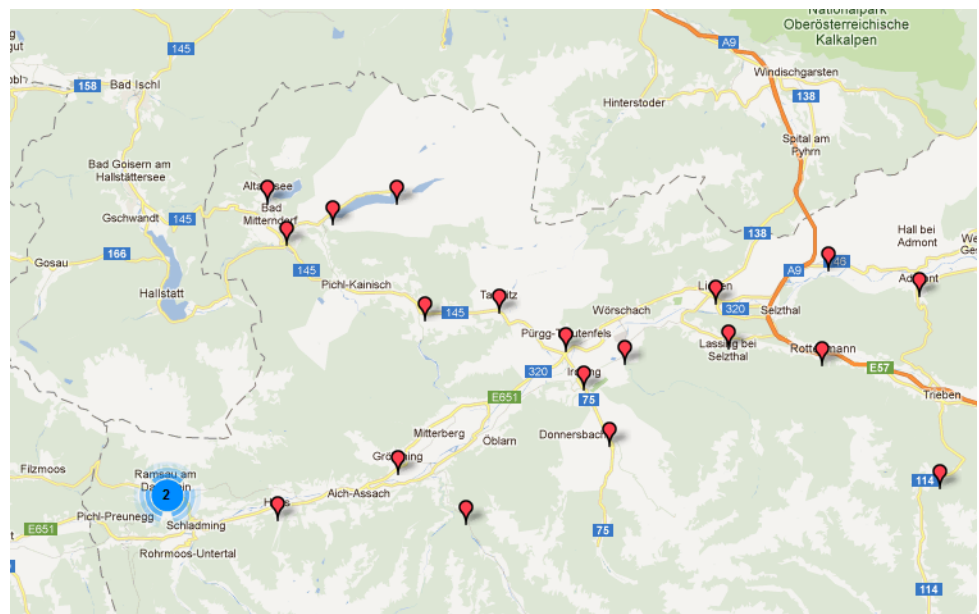 Nationalpark
Oberösterreichische
Kalkalpen
145
A9
Windischgarsten
158
Bad Ischl
138
Hinterstoder
Spital am
Pyhrn
Bad Goisern am
Hallstättersee
Bad
Mitterndorf
Gschwandt
145
138
Hall bei
Admont
166
Gosau
145
A9
Pichl-Kainisch
Hallstatt
145
Wörschach
320
Selzthal
Lassing bei
Selzthal
320
E57
75
E651
Trieben
Mitterberg
Öblarn
Filzmoos
Ramsau am
114
2
Aich-Assach
Pichl-Preunegg
Schladming
E651
75
Rohrmoos-Untertal
114